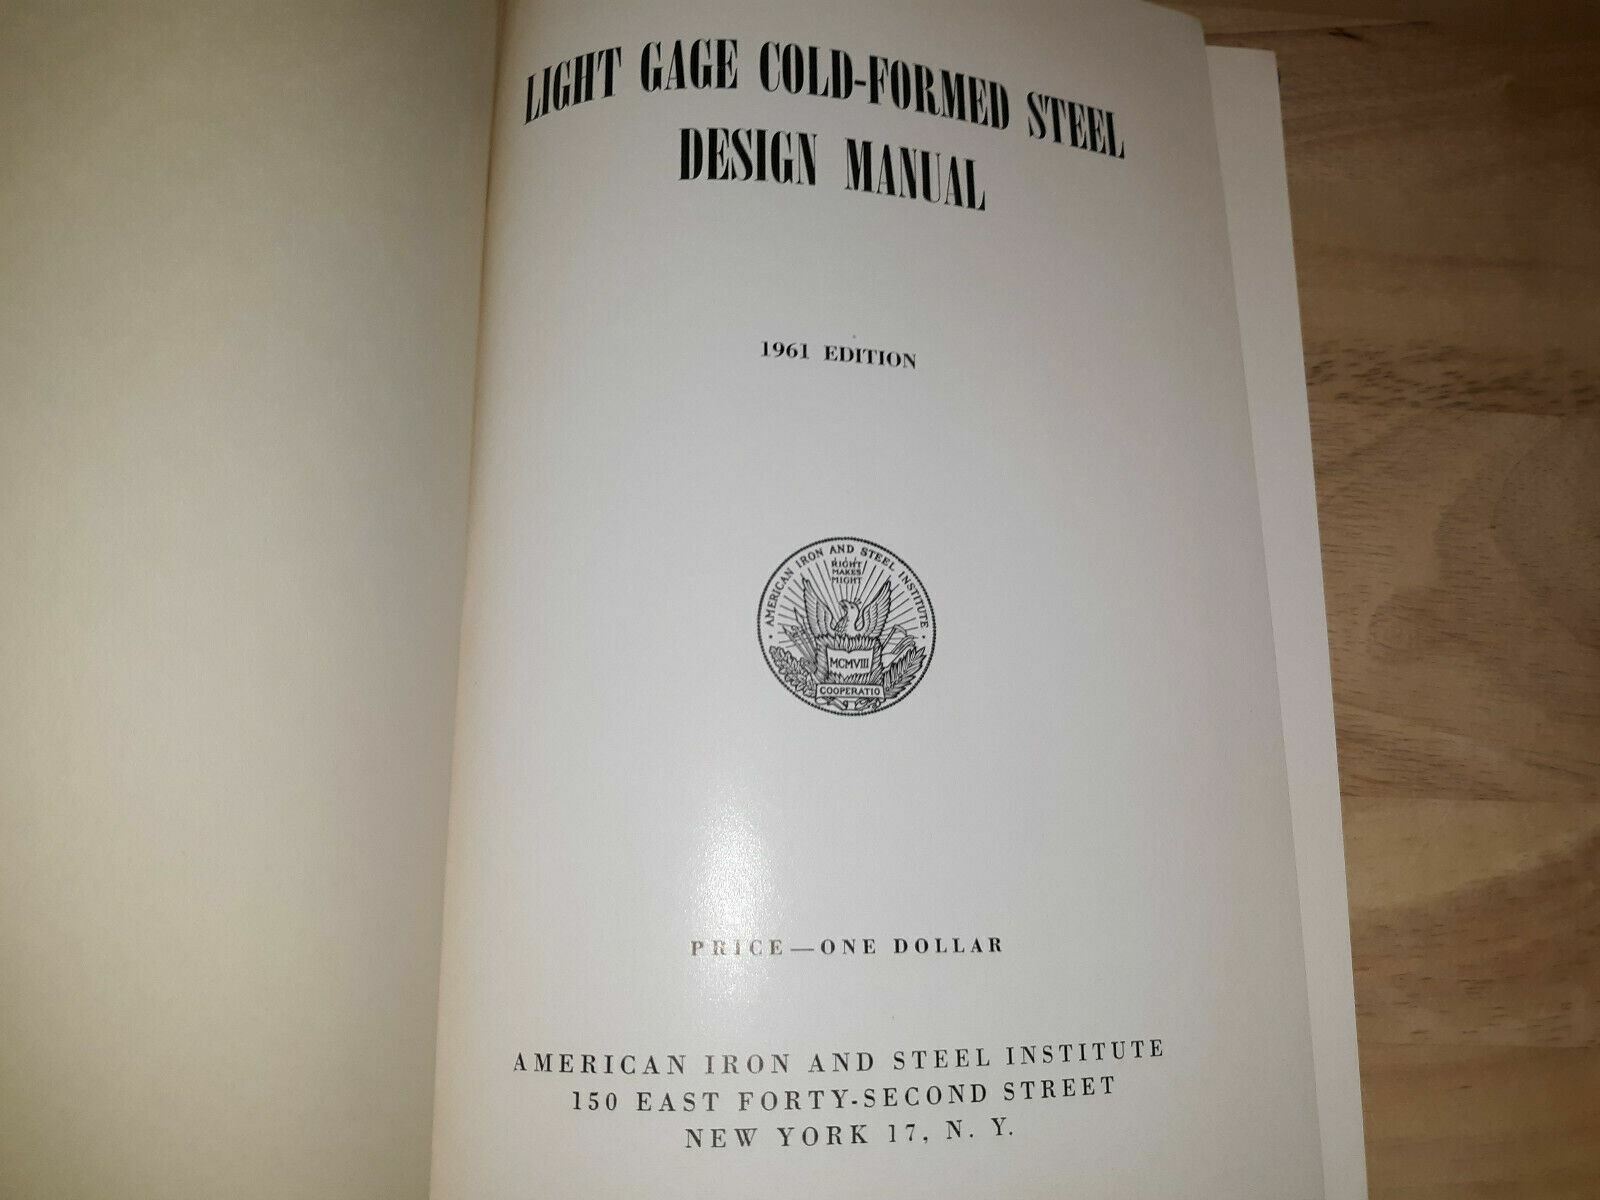 LIGHT GAGE COLD-FORMED STEEL
DESIGN MANUAL
1961 EDITION
AMERICAN IRON AND STEEL INSTITUTE
RIGHT
MAKES
MIGHT
MCMVIII
COOPERATIO
PRICE—ONE DOLLAR
AMERICAN IRON AND STEEL INSTITUTE
150 EAST FORTY-SECOND STREET
NEW YORK 17, N. Y.